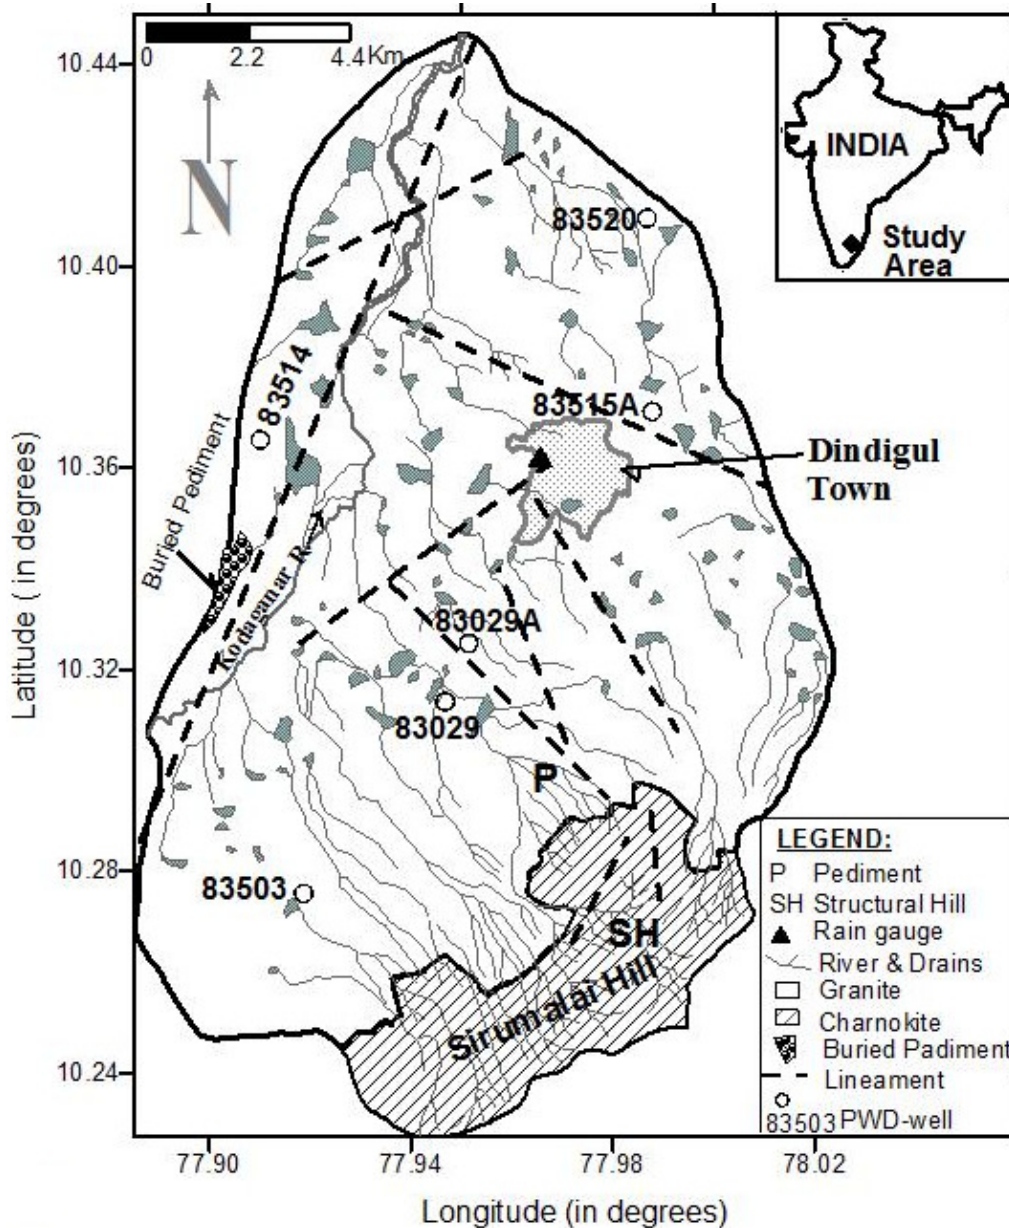 0 2.2 4.4Km
N
INDIA
Study
Area
10.44
10.40
10.36
10.32
10.28
10.24
Latitude ( in degrees)
83520
83514
83515A
Dindigul
Town
Buried Pediment
Kodaganar R.
83029A
83029
P
83503
SH
Sirumalai Hill
LEGEND:
P Pediment
SH Structural Hill
Rain gauge
River & Drains
Granite
Charnokite
Buried Padiment
Lineament
83503 PWD-well
77.90 77.94 77.98 78.02
Longitude (in degrees)